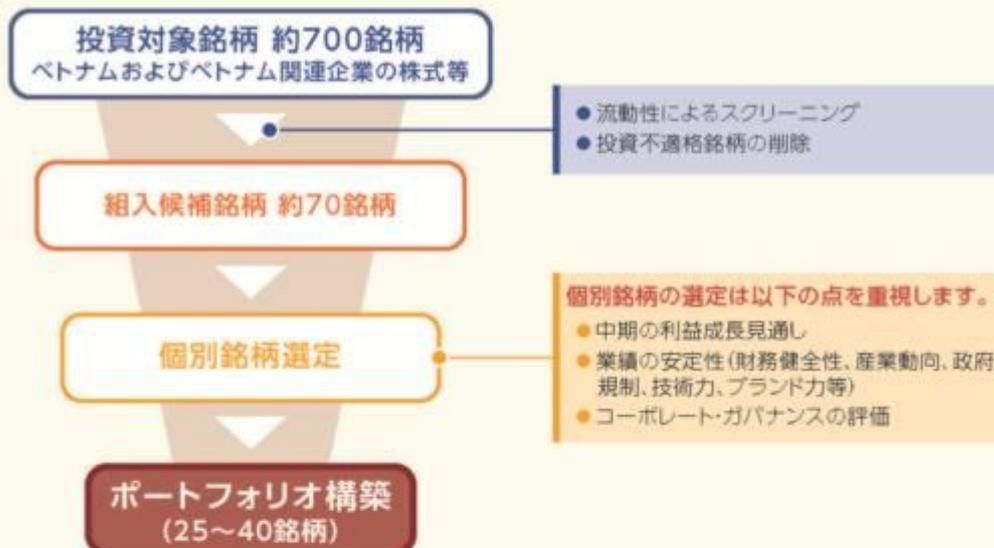 投資対象銘柄 約700銘柄
ベトナムおよびベトナム関連企業の株式等
●流動性によるスクリーニング
●投資不適格銘柄の削除
組入候補銘柄 約70銘柄
個別銘柄選定
個別銘柄の選定は以下の点を重視します。
●中期の利益成長見通し
●業績の安定性(財務健全性、産業動向、政府
規制、技術力、ブランド力等)
●コーポレート・ガバナンスの評価
ポートフォリオ構築
(25～40銘柄)